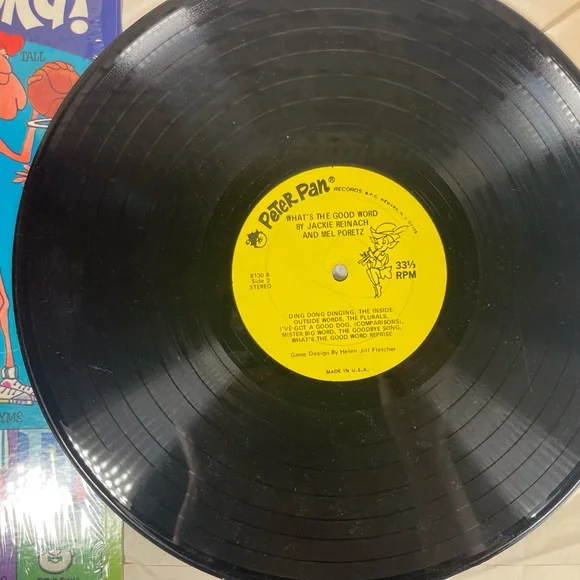 TALL
PETER PAN® RECORDS
WHAT'S THE GOOD WORD
BY JACKIE REINACH
AND MEL PORETZ
8130 B
Side 2
STEREO
33⅓
RPM
DING DONG DINGING, THE INSIDE
OUTSIDE WORDS, THE PLURALS,
I'VE GOT A GOOD DOG, (COMPARISONS),
MISTER BIG WORD, THE GOODBYE SONG,
WHAT'S THE GOOD WORD REPRISE
Game Design By Helen Jill Fletcher
MADE IN U.S.A.